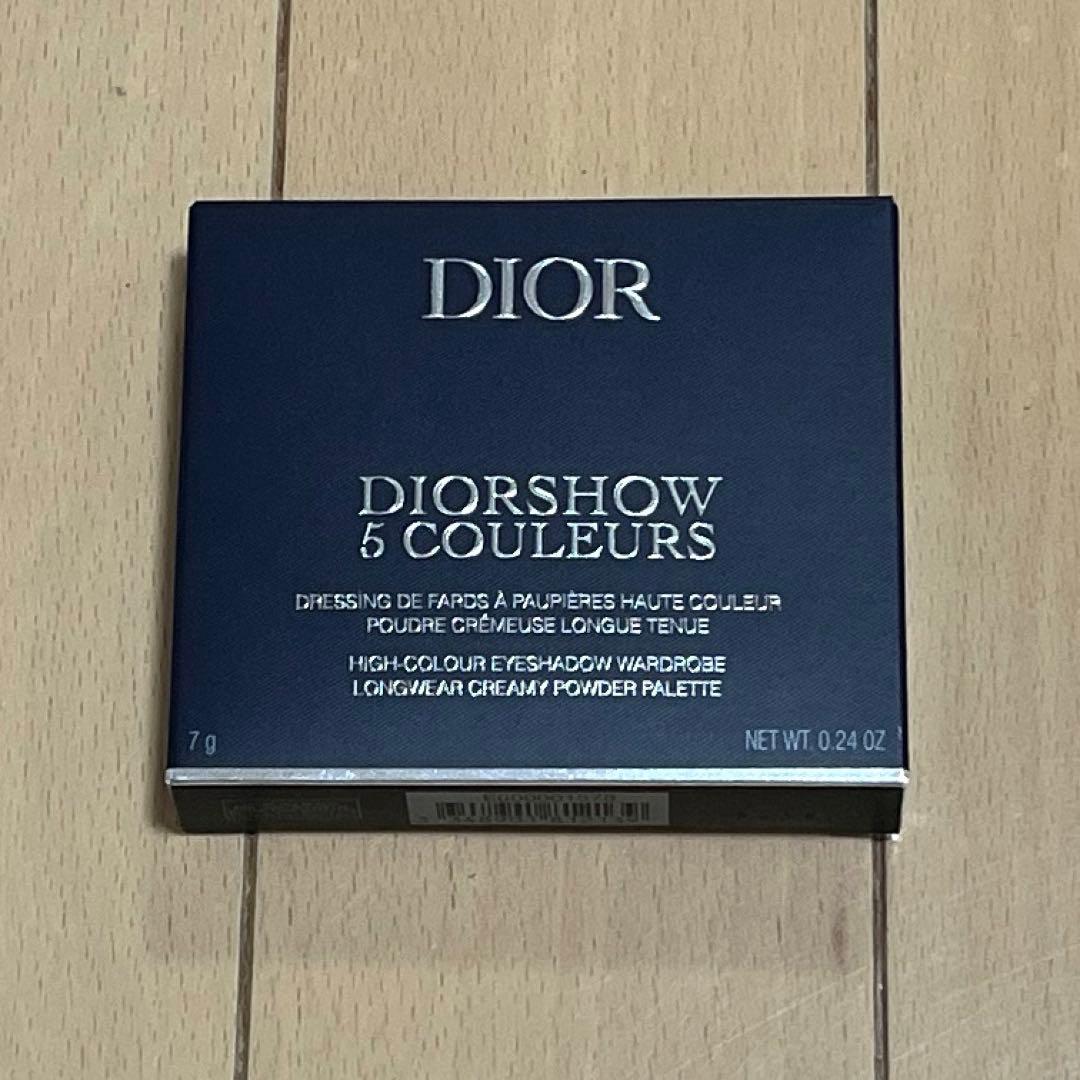 DIOR
DIORSHOW
5 COULEURS
DRESSING DE FARDS À PAUPIÈRES HAUTE COULEUR
POUDRE CRÉMEUSE LONGUE TENUE
HIGH-COLOUR EYESHADOW WARDROBE
LONGWEAR CREAMY POWDER PALETTE
7 g
NET WT. 0.24 OZ